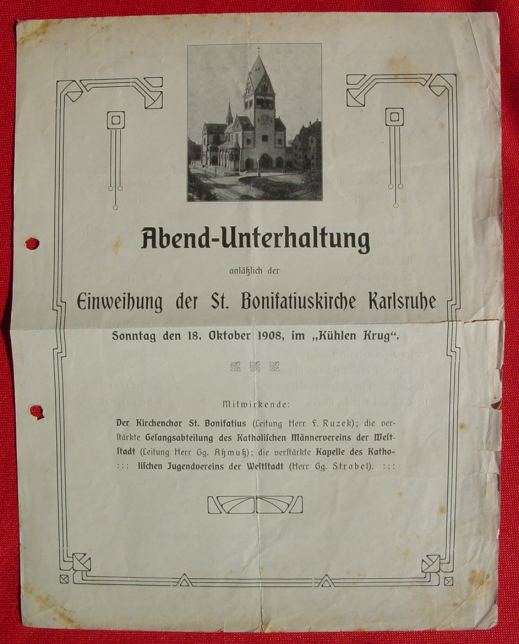 Abend-Unterhaltung
anläßlich der
Einweihung der St. Bonifatiuskirche Karlsruhe
Sonntag den 18. Oktober 1908, im „Kühlen Krug“.
Mitwirkende:
Der Kirchenchor St. Bonifatius (Leitung Herr F. Ruzek); die ver-
stärkte Gesangsabteilung des Katholischen Männervereins der West-
stadt (Leitung Herr Gg. Aßmuß); die verstärkte Kapelle des Katho-
::: lischen Jugendvereins der Weststadt (Herr Gg. Strobel). :::